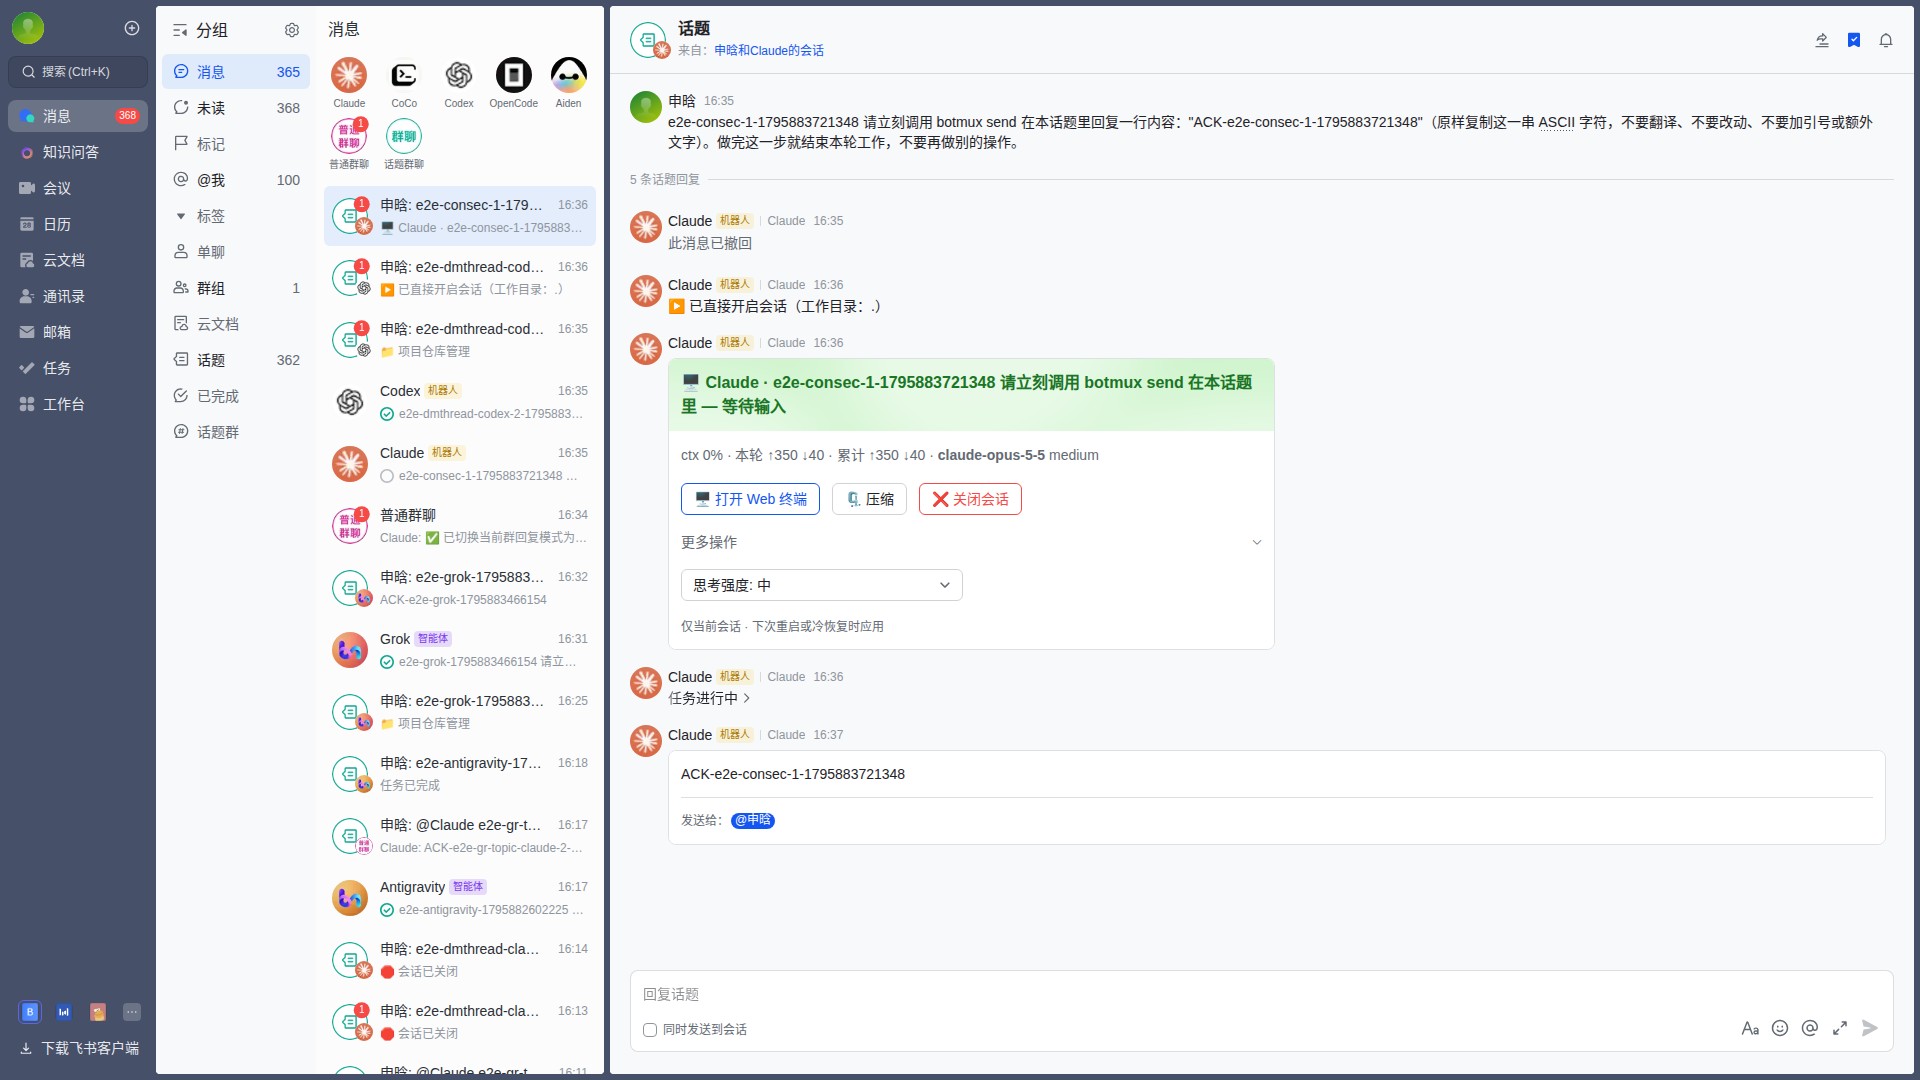 搜索 (Ctrl+K)
消息 368
知识问答
会议
日历
云文档
通讯录
邮箱
任务
工作台
下载飞书客户端
分组
消息 365
未读 368
标记
@我 100
标签
单聊
群组 1
云文档
话题 362
已完成
话题群
消息
Claude
CoCo
Codex
OpenCode
Aiden
普通群聊 1
普通群聊
群聊
话题群聊
1
申晗: e2e-consec-1-179… 16:36
Claude · e2e-consec-1-1795883…
1
申晗: e2e-dmthread-cod… 16:36
已直接开启会话（工作目录：.）
1
申晗: e2e-dmthread-cod… 16:35
项目仓库管理
Codex 机器人 16:35
e2e-dmthread-codex-2-1795883…
Claude 机器人 16:35
e2e-consec-1-1795883721348 …
普通群聊 1
普通群聊 16:34
Claude: ✅ 已切换当前群回复模式为…
申晗: e2e-grok-1795883… 16:32
ACK-e2e-grok-1795883466154
Grok 智能体 16:31
e2e-grok-1795883466154 请立…
申晗: e2e-grok-1795883… 16:25
项目仓库管理
申晗: e2e-antigravity-17… 16:18
任务已完成
申晗: @Claude e2e-gr-t… 16:17
Claude: ACK-e2e-gr-topic-claude-2-…
Antigravity 智能体 16:17
e2e-antigravity-1795882602225 …
申晗: e2e-dmthread-cla… 16:14
会话已关闭
1
申晗: e2e-dmthread-cla… 16:13
会话已关闭
申晗: @Claude e2e-gr-t… 16:11
话题
来自：申晗和Claude的会话
申晗 16:35
e2e-consec-1-1795883721348 请立刻调用 botmux send 在本话题里回复一行内容："ACK-e2e-consec-1-1795883721348"（原样复制这一串 ASCII 字符，不要翻译、不要改动、不要加引号或额外
文字）。做完这一步就结束本轮工作，不要再做别的操作。
5 条话题回复
Claude 机器人 | Claude 16:35
此消息已撤回
Claude 机器人 | Claude 16:36
已直接开启会话（工作目录：.）
Claude 机器人 | Claude 16:36
Claude · e2e-consec-1-1795883721348 请立刻调用 botmux send 在本话题
里 — 等待输入
ctx 0% · 本轮 ↑350 ↓40 · 累计 ↑350 ↓40 · claude-opus-5-5 medium
打开 Web 终端 压缩 关闭会话
更多操作
思考强度: 中
仅当前会话 · 下次重启或冷恢复时应用
Claude 机器人 | Claude 16:36
任务进行中
Claude 机器人 | Claude 16:37
ACK-e2e-consec-1-1795883721348
发送给： @申晗
回复话题
同时发送到会话